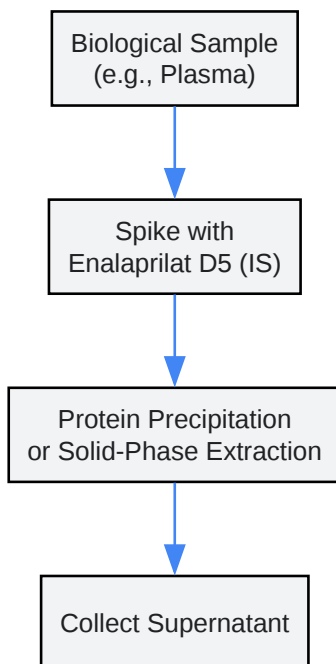 Biological Sample
(e.g., Plasma)
Spike with
Enalaprilat D5 (IS)
Protein Precipitation
or Solid-Phase Extraction
Collect Supernatant